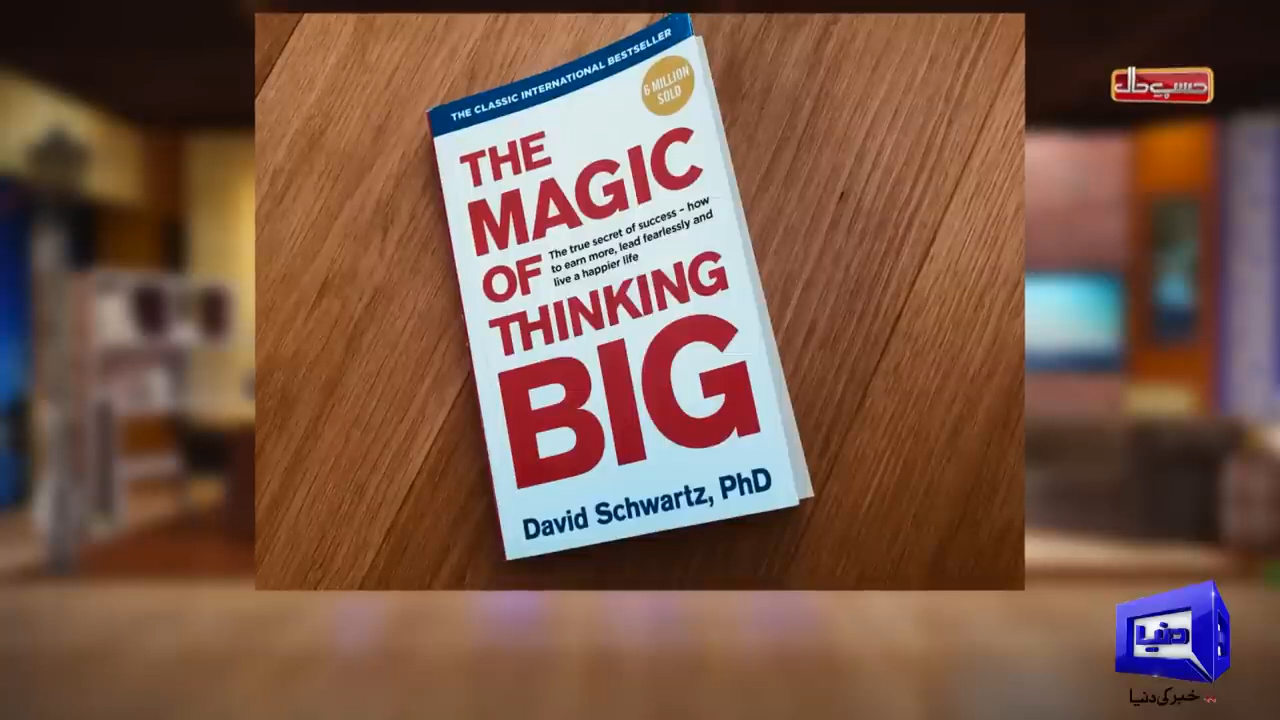 THE CLASSIC INTERNATIONAL BESTSELLER
6 MILLION
SOLD
THE
MAGIC
OF
The true secret of success – how
to earn more, lead fearlessly and
live a happier life
THINKING
BIG
David Schwartz, PhD
حسبِ حال
دنیا
خبر کی دنیا